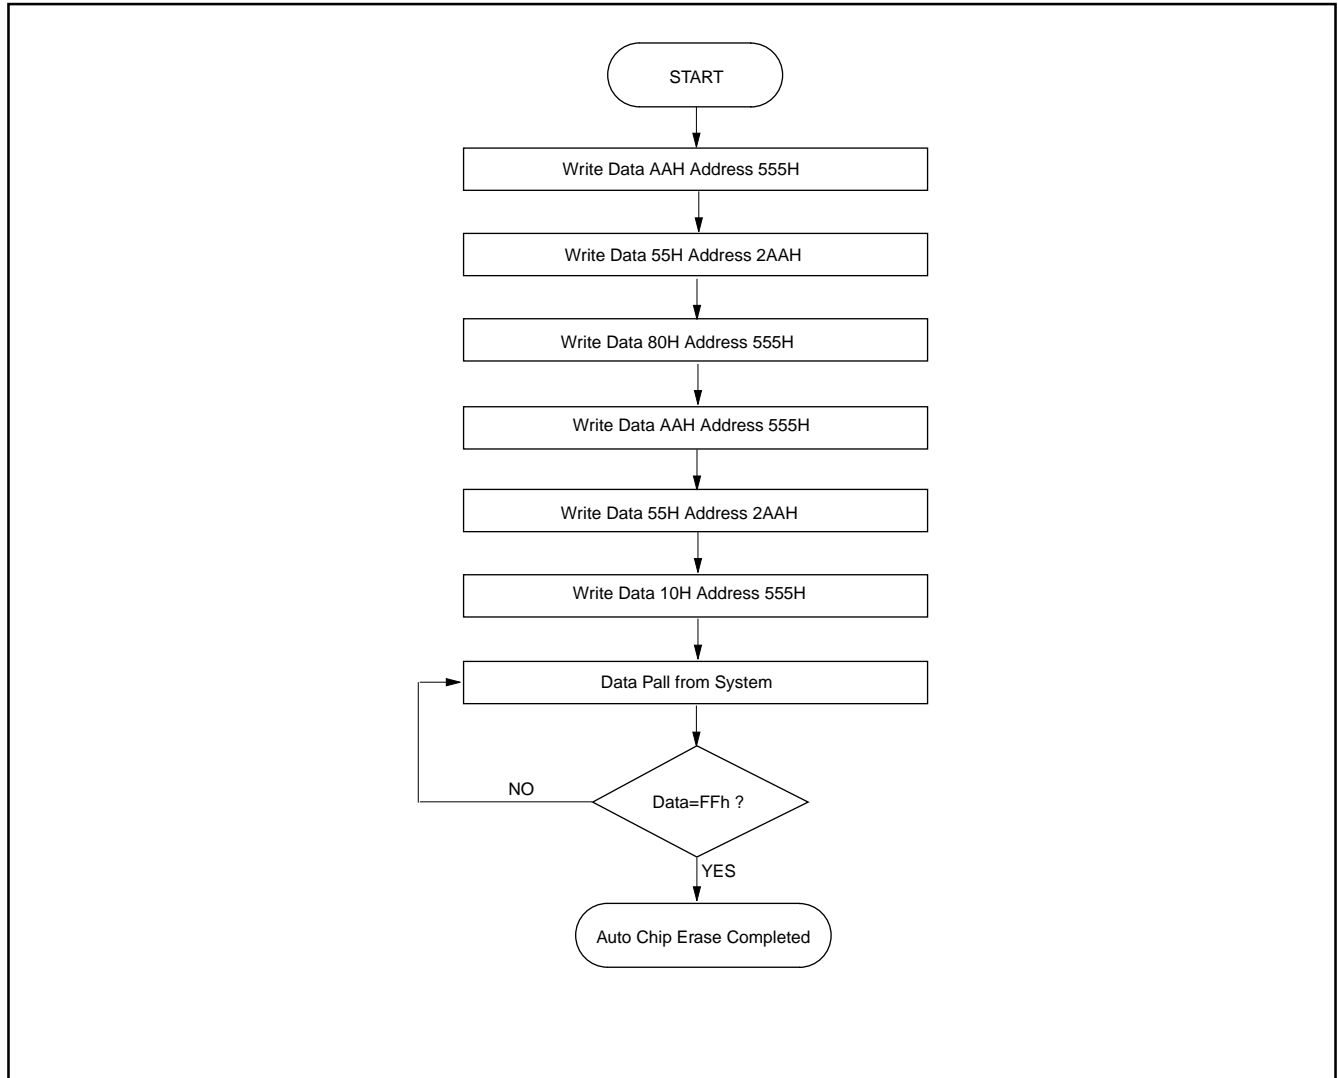 START
Write Data AAH Address 555H
Write Data 55H Address 2AAH
Write Data 80H Address 555H
Write Data AAH Address 555H
Write Data 55H Address 2AAH
Write Data 10H Address 555H
Data Pall from System
NO
Data=FFh ?
YES
Auto Chip Erase Completed